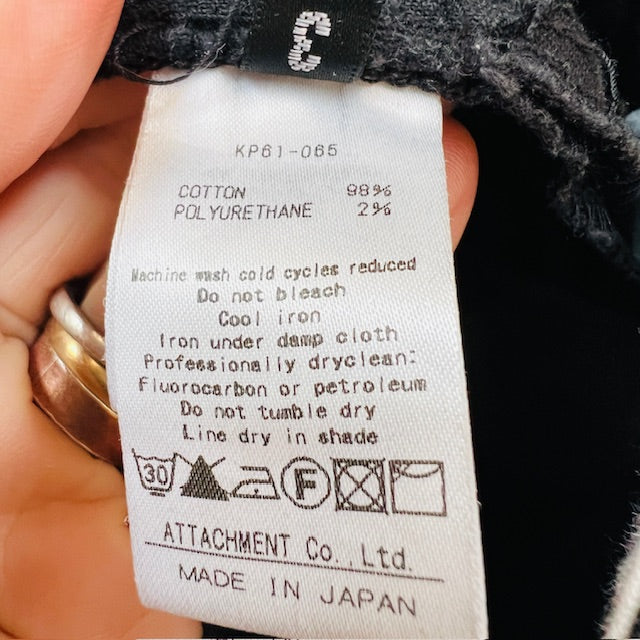 3
KP61-065
COTTON 98%
POLYURETHANE 2%
Machine wash cold cycles reduced
Do not bleach
Cool iron
Iron under damp cloth
Professionally dryclean:
fluorocarbon or petroleum
Do not tumble dry
Line dry in shade
30 F
ATTACHMENT Co.,Ltd.
MADE IN JAPAN